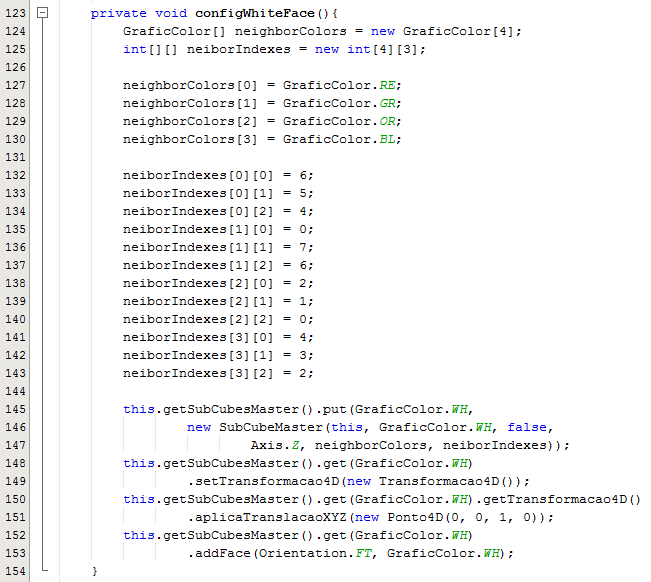 123 private void configWhiteFace(){
124 GraficColor[] neighborColors = new GraficColor[4];
125 int[][] neiborIndexes = new int[4][3];
126
127 neighborColors[0] = GraficColor.RE;
128 neighborColors[1] = GraficColor.GR;
129 neighborColors[2] = GraficColor.OR;
130 neighborColors[3] = GraficColor.BL;
131
132 neiborIndexes[0][0] = 6;
133 neiborIndexes[0][1] = 5;
134 neiborIndexes[0][2] = 4;
135 neiborIndexes[1][0] = 0;
136 neiborIndexes[1][1] = 7;
137 neiborIndexes[1][2] = 6;
138 neiborIndexes[2][0] = 2;
139 neiborIndexes[2][1] = 1;
140 neiborIndexes[2][2] = 0;
141 neiborIndexes[3][0] = 4;
142 neiborIndexes[3][1] = 3;
143 neiborIndexes[3][2] = 2;
144
145 this.getSubCubesMaster().put(GraficColor.WH,
146 new SubCubeMaster(this, GraficColor.WH, false,
147 Axis.Z, neighborColors, neiborIndexes));
148 this.getSubCubesMaster().get(GraficColor.WH)
149 .setTransformacao4D(new Transformacao4D());
150 this.getSubCubesMaster().get(GraficColor.WH).getTransformacao4D()
151 .aplicaTranslacaoXYZ(new Ponto4D(0, 0, 1, 0));
152 this.getSubCubesMaster().get(GraficColor.WH)
153 .addFace(Orientation.FT, GraficColor.WH);
154 }